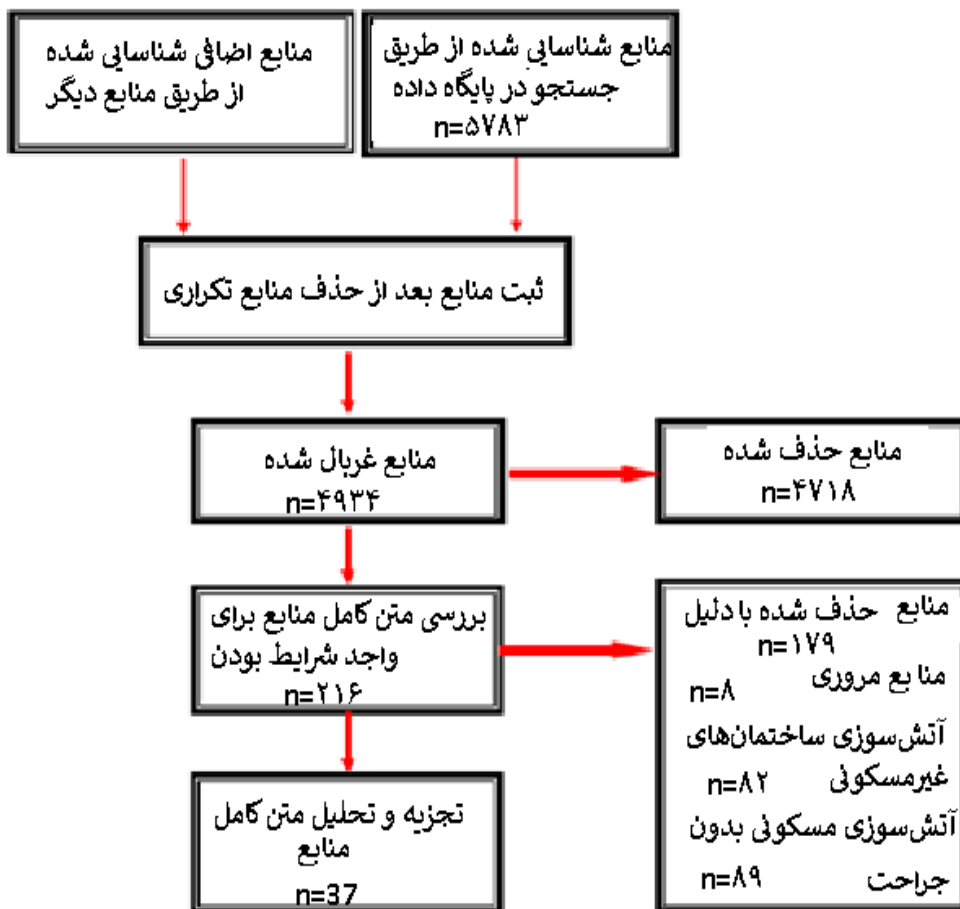 منابع شناسایی شده از طریق
جستجو در پایگاه داده
n=۵۷۸۳
منابع اضافی شناسایی شده
از طریق منابع دیگر
ثبت منابع بعد از حذف منابع تکراری
منابع غربال شده
n=۴۹۳۴
منابع حذف شده
n=۴۷۱۸
بررسی متن کامل منابع برای
واجد شرایط بودن
n=۲۱۶
منابع حذف شده با دلیل
n=۱۷۹
منا بع مروری n=۸
آتش‌سوزی ساختمان‌های
غیرمسکونی n=۸۲
آتش‌سوزی مسکونی بدون
جراحت n=۸۹
تجزیه و تحلیل متن کامل
منابع
n=37